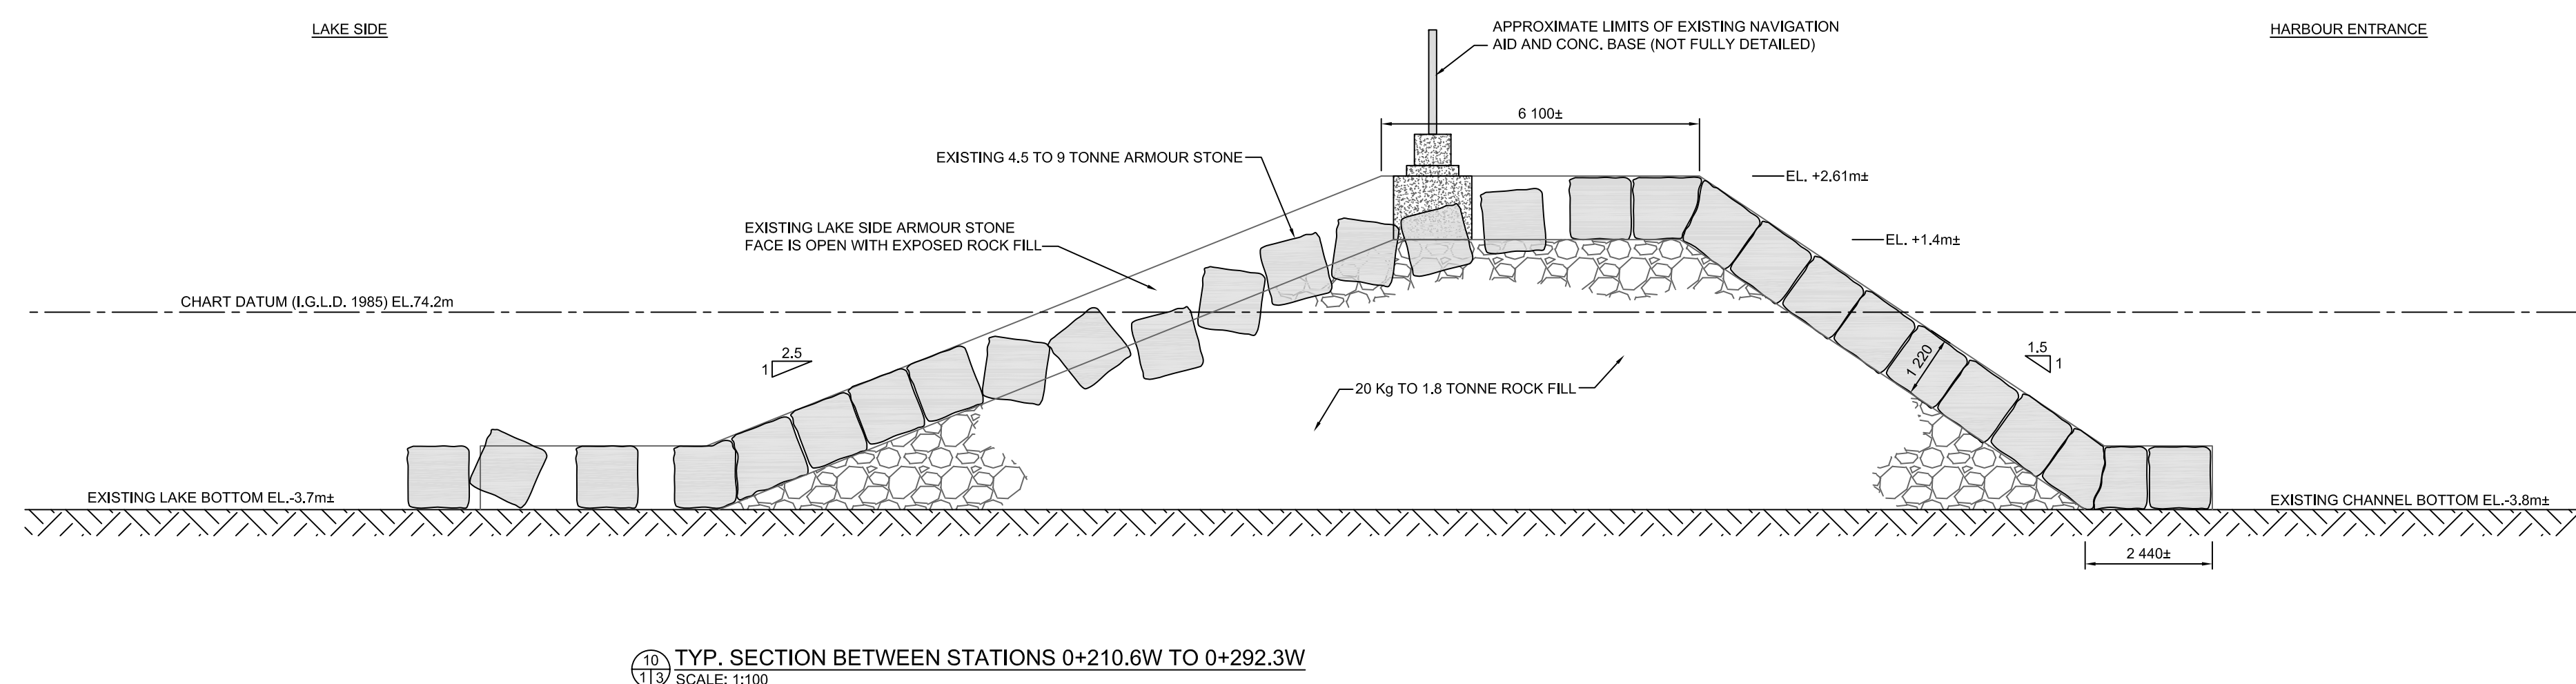 LAKE SIDE
APPROXIMATE LIMITS OF EXISTING NAVIGATION
AID AND CONC. BASE (NOT FULLY DETAILED)
HARBOUR ENTRANCE
6 100±
EXISTING 4.5 TO 9 TONNE ARMOUR STONE
EL. +2.61m±
EXISTING LAKE SIDE ARMOUR STONE
FACE IS OPEN WITH EXPOSED ROCK FILL
EL. +1.4m±
CHART DATUM (I.G.L.D. 1985) EL.74.2m
2.5
1
1.5
1
1 220
20 Kg TO 1.8 TONNE ROCK FILL
EXISTING LAKE BOTTOM EL.-3.7m±
EXISTING CHANNEL BOTTOM EL.-3.8m±
2 440±
10
1 3
TYP. SECTION BETWEEN STATIONS 0+210.6W TO 0+292.3W
SCALE: 1:100